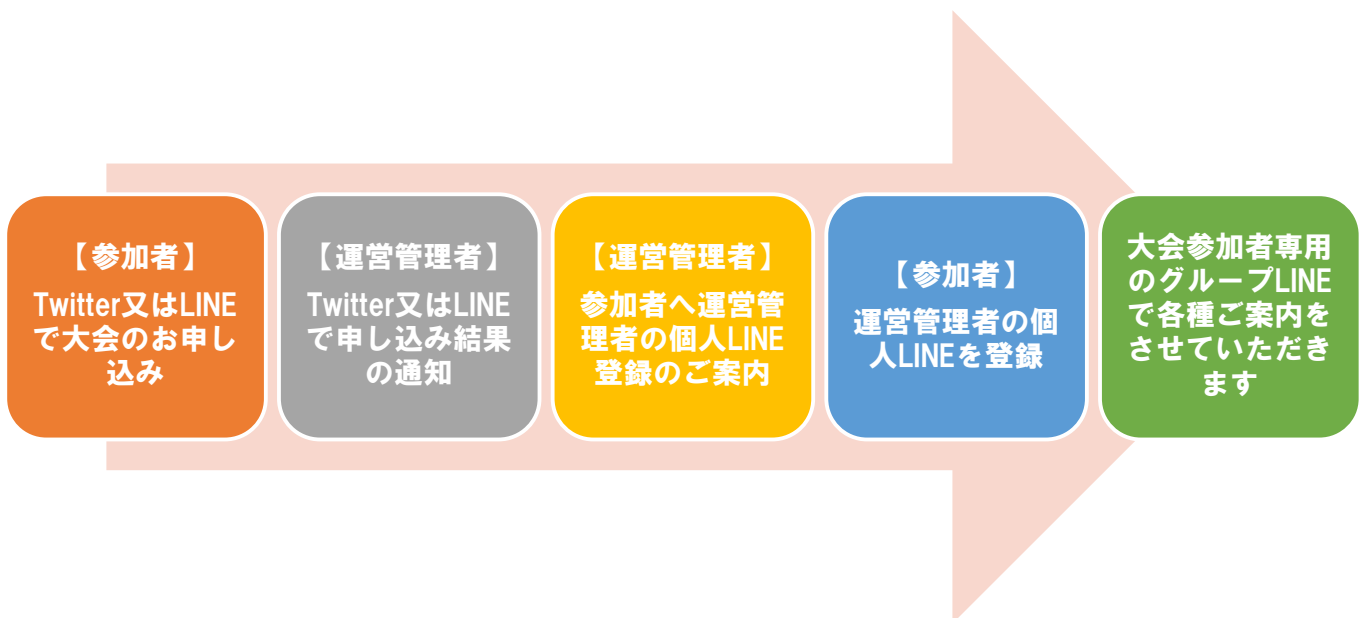 【参加者】
Twitter又はLINE
で大会のお申し
込み
【運営管理者】
Twitter又はLINE
で申し込み結果
の通知
【運営管理者】
参加者へ運営管
理者の個人LINE
登録のご案内
【参加者】
運営管理者の個
人LINEを登録
大会参加者専用
のグループLINE
で各種ご案内を
させていただき
ます